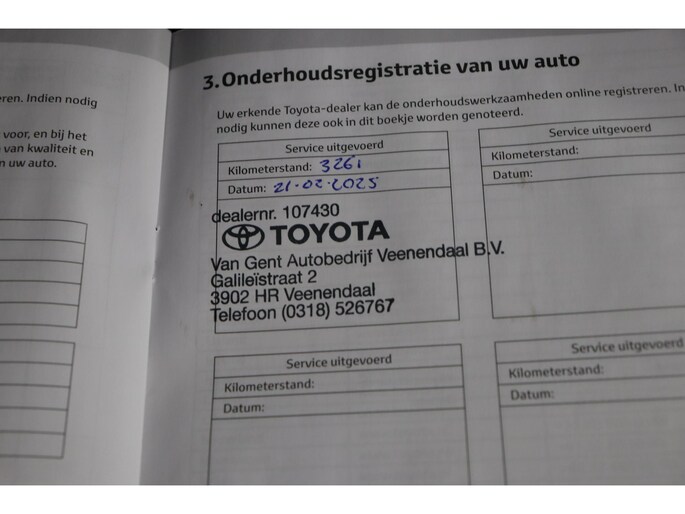 eren. Indien nodig
voor, en bij het
van kwaliteit en
n uw auto.
3. Onderhoudsregistratie van uw auto
Uw erkende Toyota-dealer kan de onderhoudswerkzaamheden online registreren. In
nodig kunnen deze ook in dit boekje worden genoteerd.
Service uitgevoerd
Kilometerstand: 3261
Datum: 21-02-2025
dealernr. 107430
TOYOTA
Van Gent Autobedrijf Veenendaal B.V.
Galileïstraat 2
3902 HR Veenendaal
Telefoon (0318) 526767
Service uitgevoerd
Kilometerstand:
Datum:
Service uitgevoerd
Kilometerstand:
Datum:
Service uitgevoerd
Kilometerstand:
Datum: